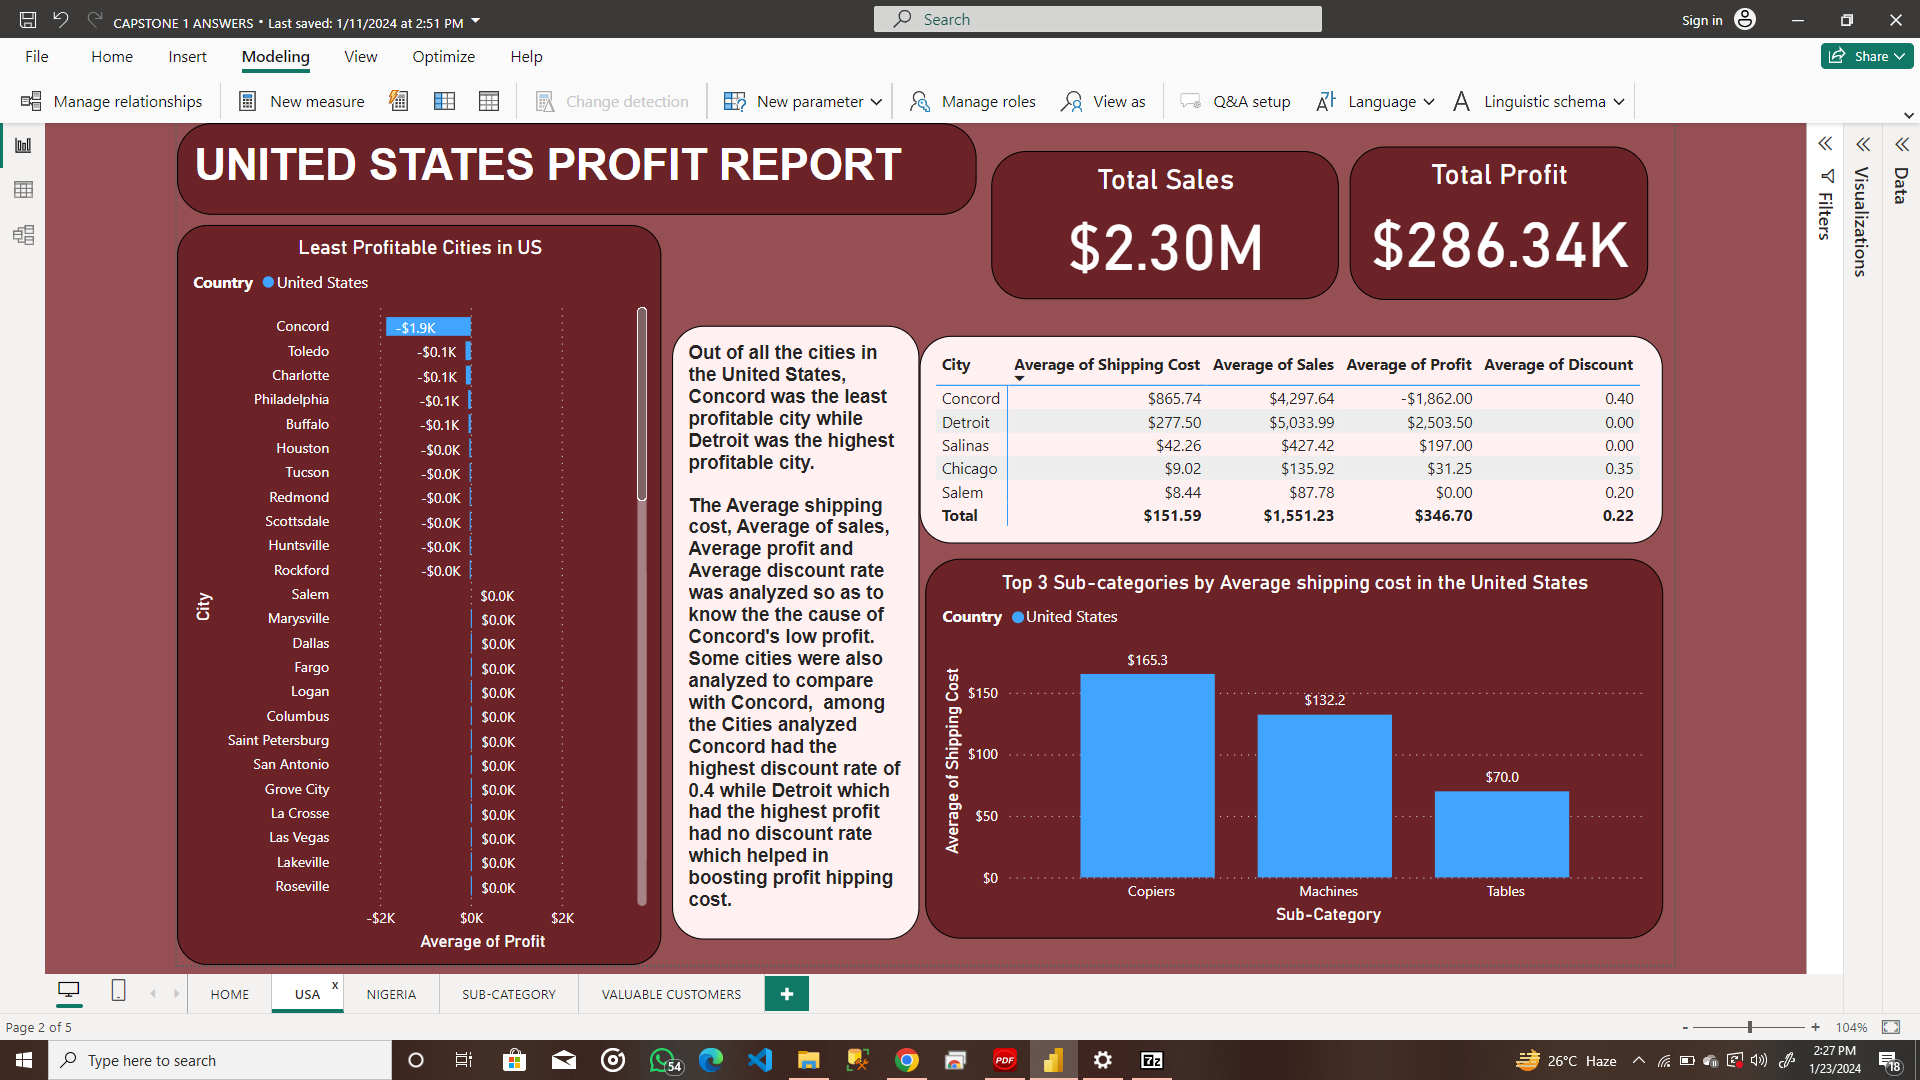 CAPSTONE 1 ANSWERS • Last saved: 1/11/2024 at 2:51 PM
Search
Sign in
File Home Insert Modeling View Optimize Help
Share
Manage relationships New measure Change detection New parameter Manage roles View as Q&A setup Language Linguistic schema
UNITED STATES PROFIT REPORT
Total Sales
$2.30M
Total Profit
$286.34K
Filters
Visualizations
Data
Least Profitable Cities in US
Country United States
City
Concord -$1.9K
Toledo -$0.1K
Charlotte -$0.1K
Philadelphia -$0.1K
Buffalo -$0.1K
Houston -$0.0K
Tucson -$0.0K
Redmond -$0.0K
Scottsdale -$0.0K
Huntsville -$0.0K
Rockford -$0.0K
Salem $0.0K
Marysville $0.0K
Dallas $0.0K
Fargo $0.0K
Logan $0.0K
Columbus $0.0K
Saint Petersburg $0.0K
San Antonio $0.0K
Grove City $0.0K
La Crosse $0.0K
Las Vegas $0.0K
Lakeville $0.0K
Roseville $0.0K
-$2K $0K $2K
Average of Profit
Out of all the cities in
the United States,
Concord was the least
profitable city while
Detroit was the highest
profitable city.
The Average shipping
cost, Average of sales,
Average profit and
Average discount rate
was analyzed so as to
know the the cause of
Concord's low profit.
Some cities were also
analyzed to compare
with Concord, among
the Cities analyzed
Concord had the
highest discount rate of
0.4 while Detroit which
had the highest profit
had no discount rate
which helped in
boosting profit hipping
cost.
City Average of Shipping Cost Average of Sales Average of Profit Average of Discount
Concord $865.74 $4,297.64 -$1,862.00 0.40
Detroit $277.50 $5,033.99 $2,503.50 0.00
Salinas $42.26 $427.42 $197.00 0.00
Chicago $9.02 $135.92 $31.25 0.35
Salem $8.44 $87.78 $0.00 0.20
Total $151.59 $1,551.23 $346.70 0.22
Top 3 Sub-categories by Average shipping cost in the United States
Country United States
Average of Shipping Cost
$165.3
$150
$132.2
$100
$70.0
$50
$0
Copiers Machines Tables
Sub-Category
HOME USA x NIGERIA SUB-CATEGORY VALUABLE CUSTOMERS +
Page 2 of 5
- + 104%
Type here to search
54
PDF
7z
26°C Haze
2:27 PM
1/23/2024
18